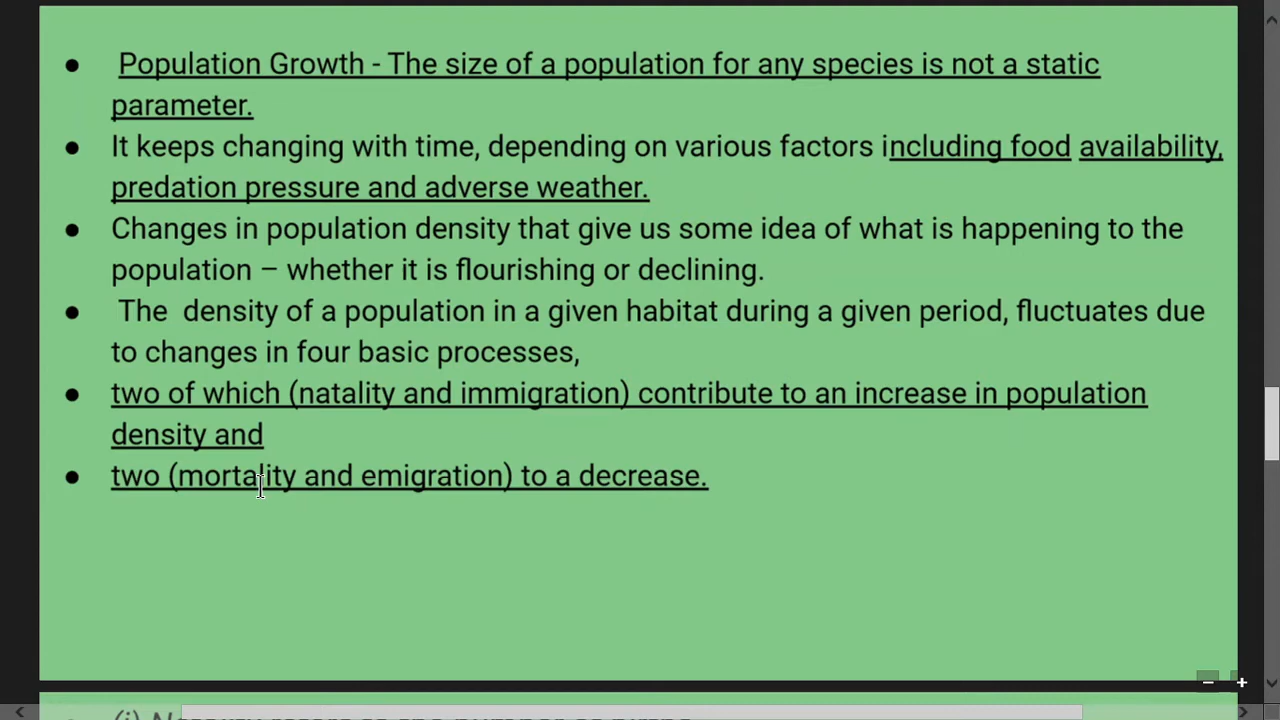 ● Population Growth - The size of a population for any species is not a static
parameter.
● It keeps changing with time, depending on various factors including food availability,
predation pressure and adverse weather.
● Changes in population density that give us some idea of what is happening to the
population – whether it is flourishing or declining.
● The density of a population in a given habitat during a given period, fluctuates due
to changes in four basic processes,
● two of which (natality and immigration) contribute to an increase in population
density and
● two (mortality and emigration) to a decrease.